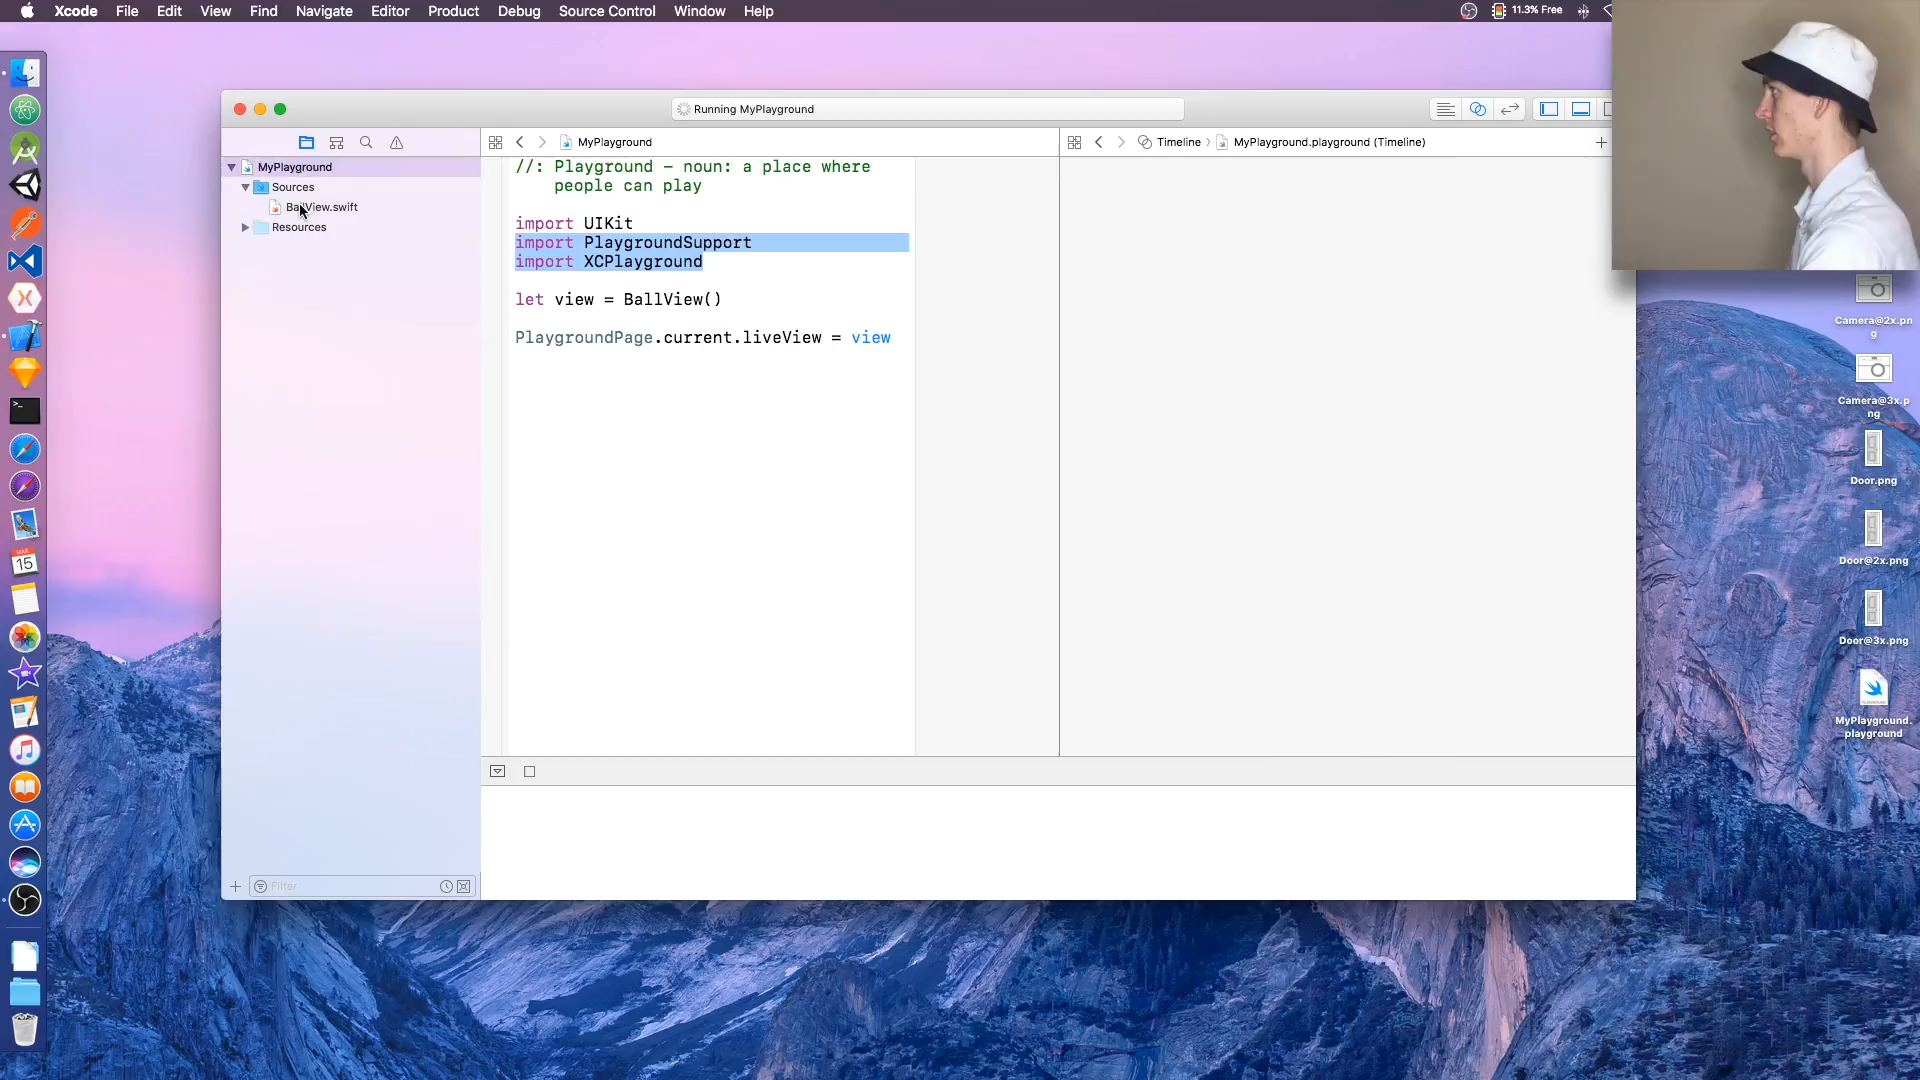 Xcode File Edit View Find Navigate Editor Product Debug Source Control Window Help
11.3% Free
Running MyPlayground
MyPlayground
Timeline
MyPlayground.playground (Timeline)
MyPlayground
Sources
BallView.swift
Resources
//: Playground - noun: a place where
people can play
import UIKit
import PlaygroundSupport
import XCPlayground
let view = BallView()
PlaygroundPage.current.liveView = view
Filter
Camera@2x.pn
g
Camera@3x.p
ng
Door.png
Door@2x.png
Door@3x.png
MyPlayground.
playground
MAR
15